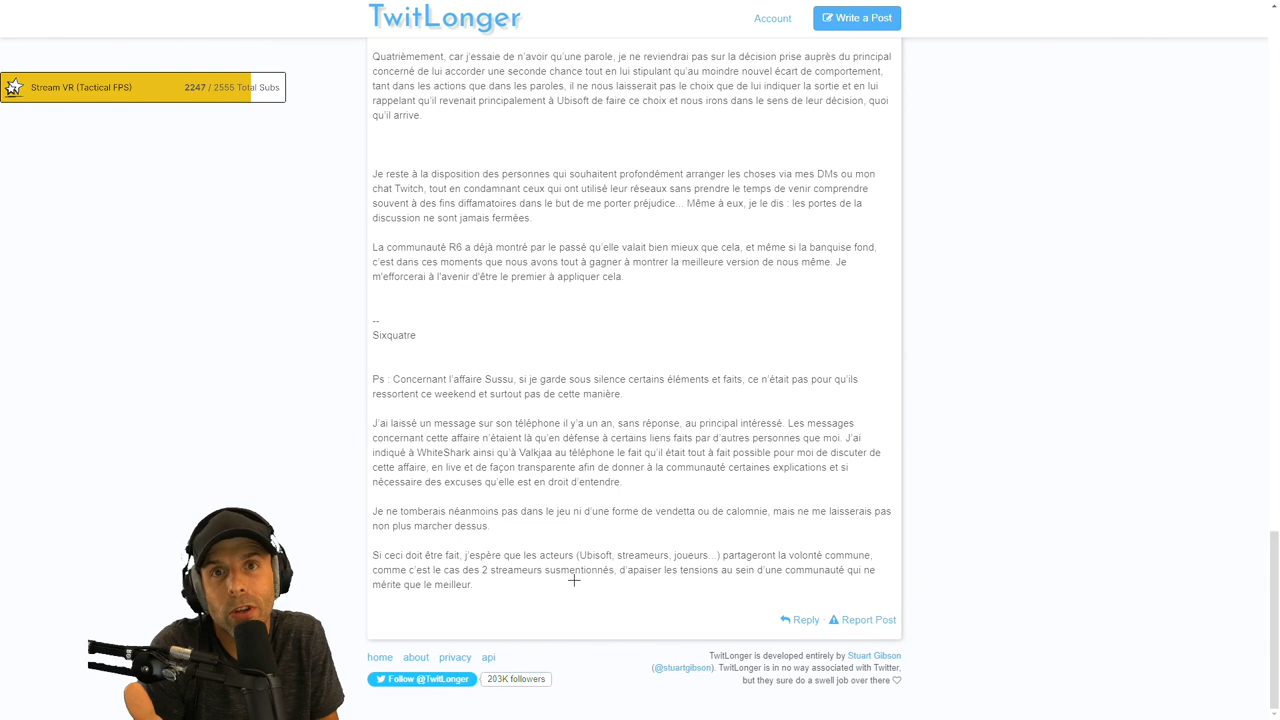 TwitLonger
Account
Write a Post
Quatrièmement, car j'essaie de n'avoir qu'une parole, je ne reviendrai pas sur la décision prise auprès du principal
concerné de lui accorder une seconde chance tout en lui stipulant qu'au moindre nouvel écart de comportement,
tant dans les actions que dans les paroles, il ne nous laisserait pas le choix que de lui indiquer la sortie et en lui
rappelant qu'il revenait principalement à Ubisoft de faire ce choix et nous irons dans le sens de leur décision, quoi
qu'il arrive.
Stream VR (Tactical FPS)
2247 / 2555 Total Subs
Je reste à la disposition des personnes qui souhaitent profondément arranger les choses via mes DMs ou mon
chat Twitch, tout en condamnant ceux qui ont utilisé leur réseaux sans prendre le temps de venir comprendre
souvent à des fins diffamatoires dans le but de me porter préjudice... Même à eux, je le dis : les portes de la
discussion ne sont jamais fermées.
La communauté R6 a déjà montré par le passé qu'elle valait bien mieux que cela, et même si la banquise fond,
c'est dans ces moments que nous avons tout à gagner à montrer la meilleure version de nous même. Je
m'efforcerai à l'avenir d'être le premier à appliquer cela.
--
Sixquatre
Ps : Concernant l'affaire Sussu, si je garde sous silence certains éléments et faits, ce n'était pas pour qu'ils
ressortent ce weekend et surtout pas de cette manière.
J'ai laissé un message sur son téléphone il y'a un an, sans réponse, au principal intéressé. Les messages
concernant cette affaire n'étaient là qu'en défense à certains liens faits par d'autres personnes que moi. J'ai
indiqué à WhiteShark ainsi qu'à Valkjaa au téléphone le fait qu'il était tout à fait possible pour moi de discuter de
cette affaire, en live et de façon transparente afin de donner à la communauté certaines explications et si
nécessaire des excuses qu'elle est en droit d'entendre.
Je ne tomberais néanmoins pas dans le jeu ni d'une forme de vendetta ou de calomnie, mais ne me laisserais pas
non plus marcher dessus.
Si ceci doit être fait, j'espère que les acteurs (Ubisoft, streameurs, joueurs...) partageront la volonté commune,
comme c'est le cas des 2 streameurs susmentionnés, d'apaiser les tensions au sein d'une communauté qui ne
mérite que le meilleur.
Reply · Report Post
home about privacy api
Follow @TwitLonger
203K followers
TwitLonger is developed entirely by Stuart Gibson
(@stuartgibson). TwitLonger is in no way associated with Twitter,
but they sure do a swell job over there